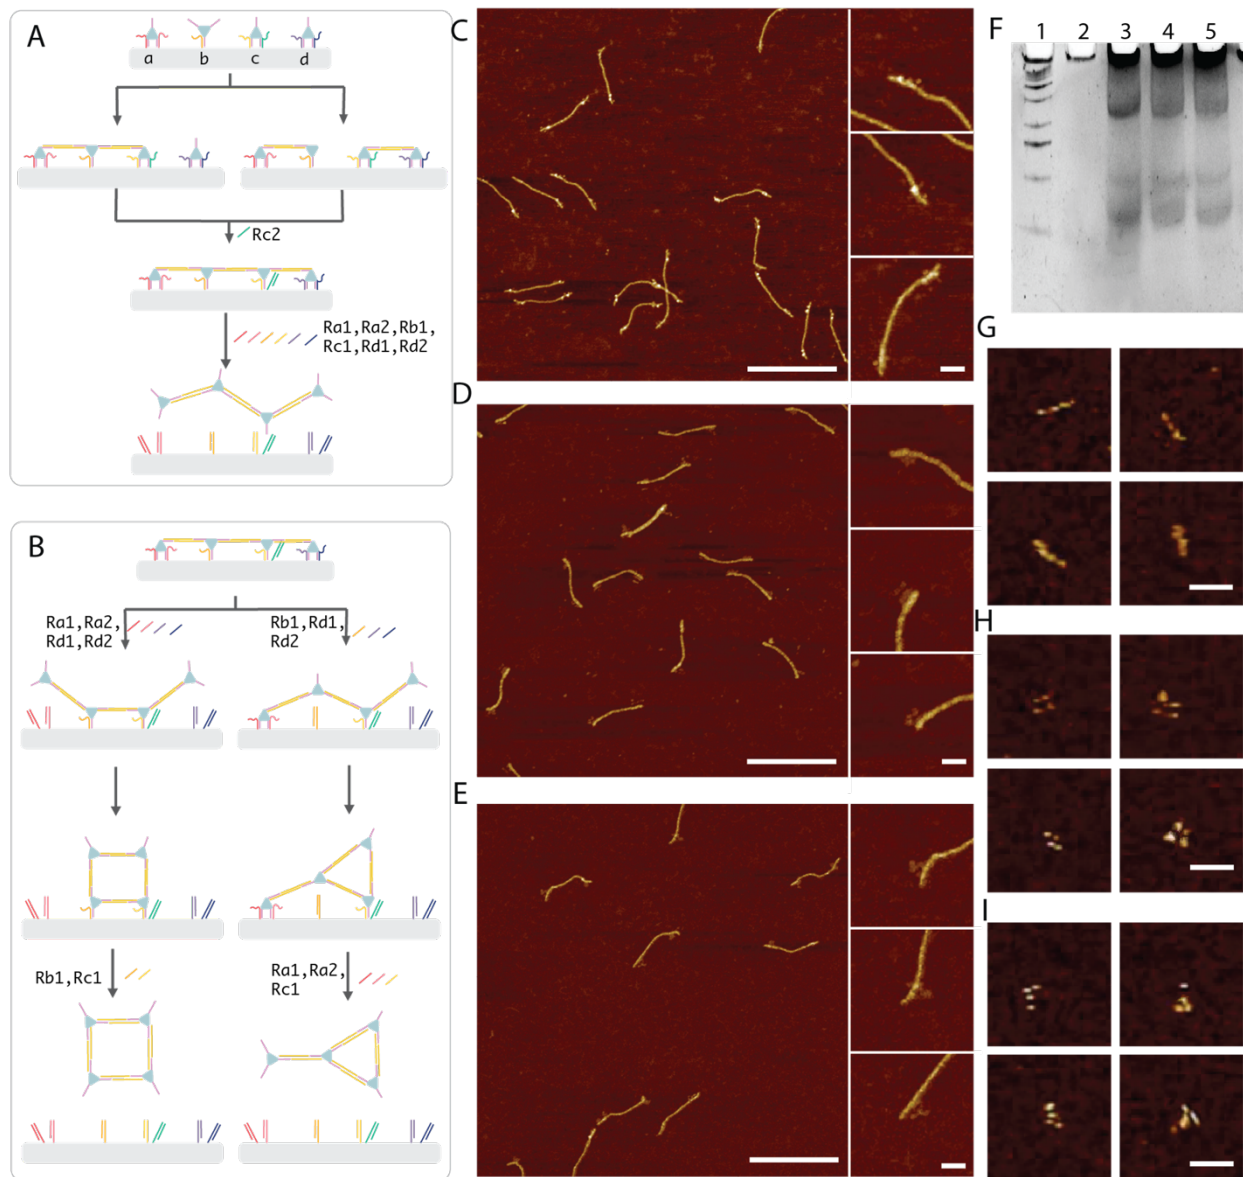 A
a b c d
Rc2
Ra1,Ra2,Rb1,
Rc1,Rd1,Rd2
B
Ra1,Ra2,
Rd1,Rd2
Rb1,Rd1,
Rd2
Rb1,Rc1
Ra1,Ra2,
Rc1
C
D
E
F
1 2 3 4 5
G
H
I